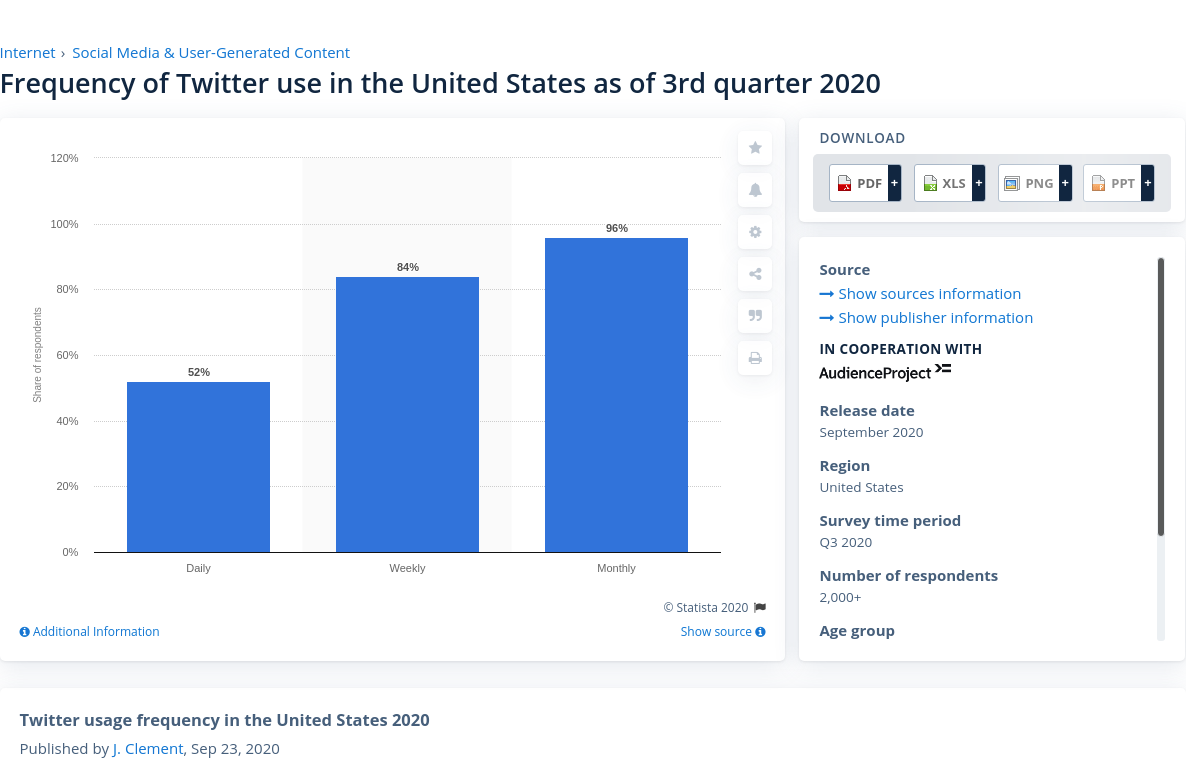 Internet › Social Media & User-Generated Content
Frequency of Twitter use in the United States as of 3rd quarter 2020
120%
100%
80%
60%
40%
20%
0%
Share of respondents
52%
84%
96%
Daily
Weekly
Monthly
© Statista 2020
Additional Information
Show source
DOWNLOAD
PDF + XLS + PNG + PPT +
Source
Show sources information
Show publisher information
IN COOPERATION WITH
AudienceProject
Release date
September 2020
Region
United States
Survey time period
Q3 2020
Number of respondents
2,000+
Age group
Twitter usage frequency in the United States 2020
Published by J. Clement, Sep 23, 2020